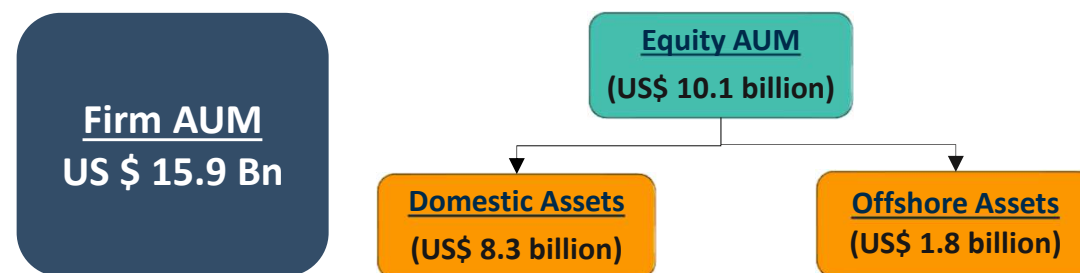 Firm AUM
US $ 15.9 Bn
Equity AUM
(US$ 10.1 billion)
Domestic Assets
(US$ 8.3 billion)
Offshore Assets
(US$ 1.8 billion)